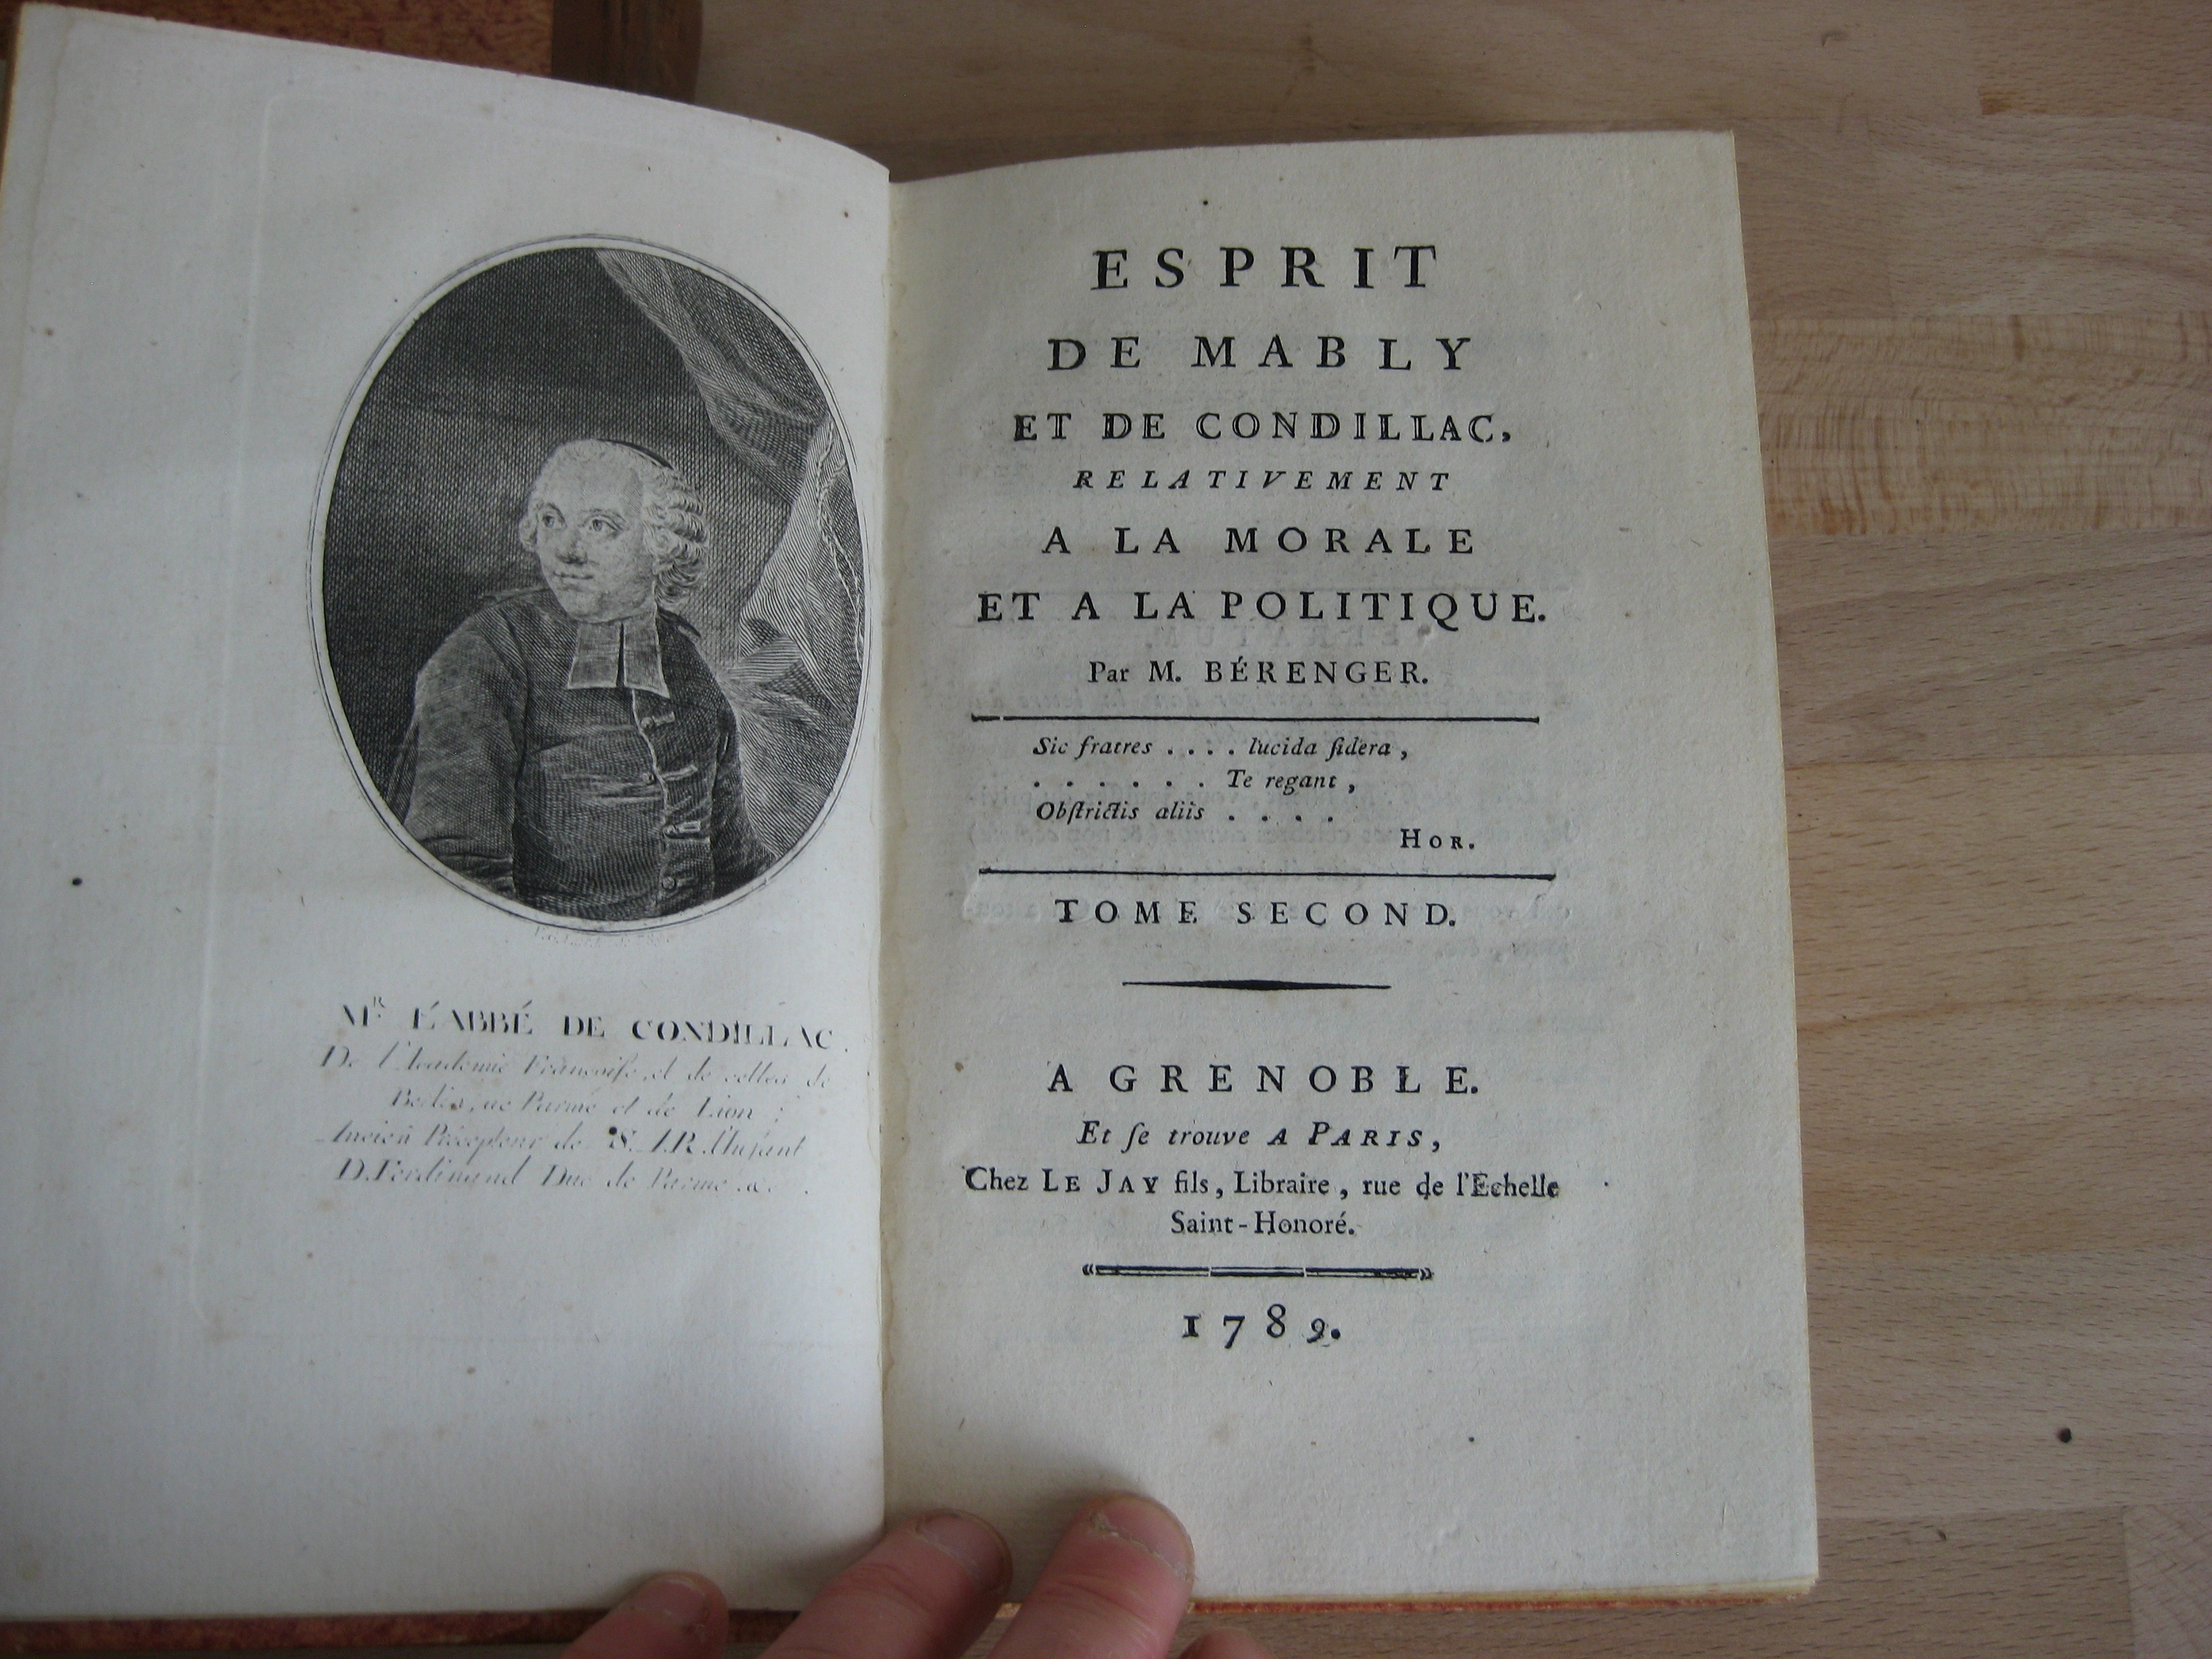 MR L'ABBÉ DE CONDILLAC.
De l'Academie Françoise, et de celles de
Berlin, de Parme et de Lion ;
Ancien Précepteur de S. A. R. l'Infant
D. Ferdinand Duc de Parme &c.
ESPRIT
DE MABLY
ET DE CONDILLAC,
RELATIVEMENT
A LA MORALE
ET A LA POLITIQUE.
Par M. BÉRENGER.
Sic fratres .... lucida ſidera,
...... Te regant,
Obſtrictis aliis ....
HOR.
TOME SECOND.
A GRENOBLE.
Et ſe trouve A PARIS,
Chez LE JAY fils, Libraire, rue de l'Echelle
Saint-Honoré.
1789.